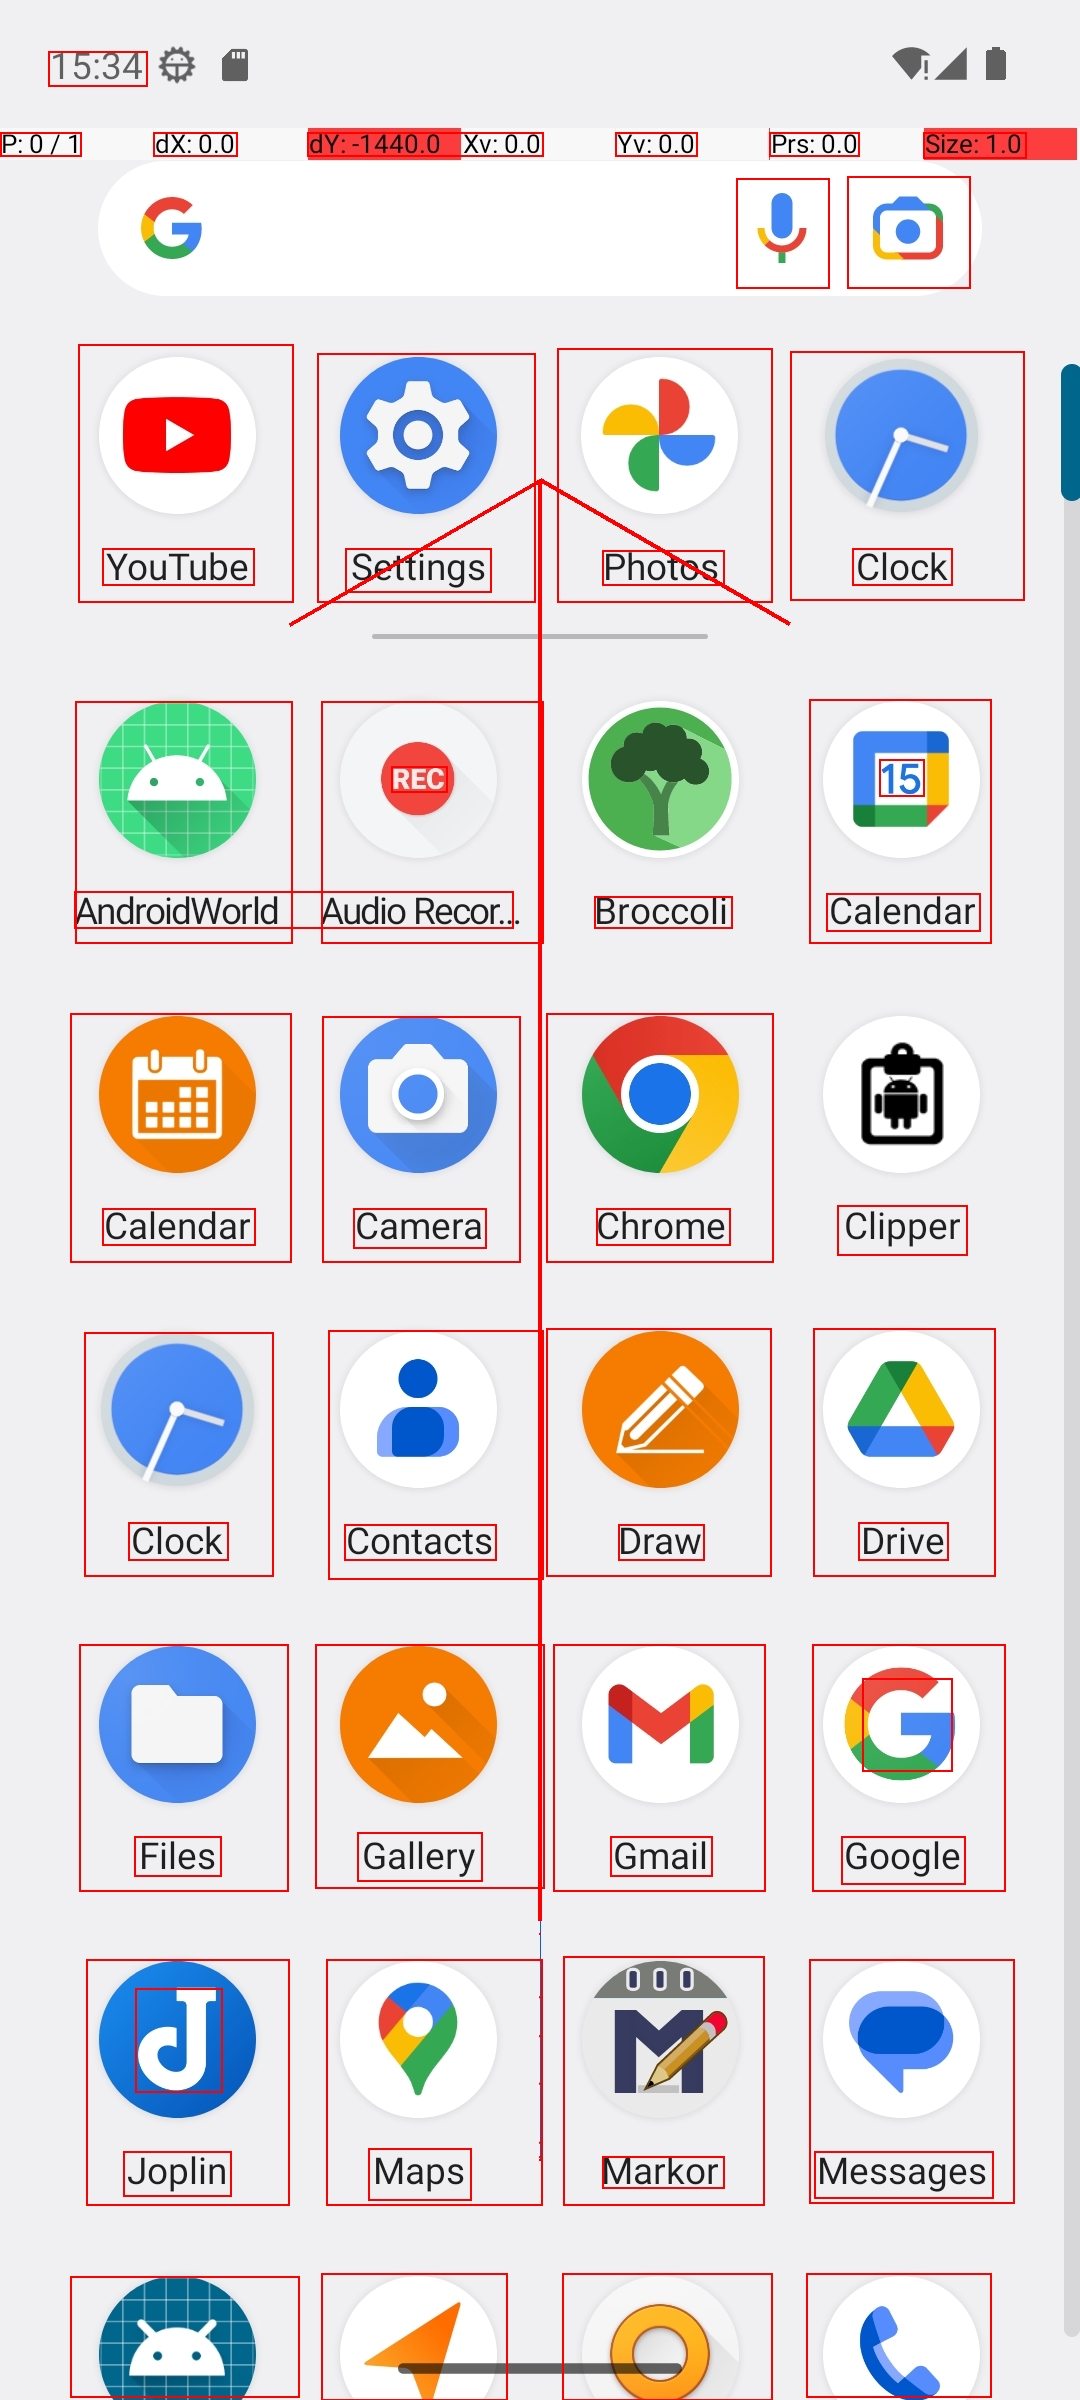 15:34
P: 0 / 1 dX: 0.0 dY: -1440.0 Xv: 0.0 Yv: 0.0 Prs: 0.0 Size: 1.0
YouTube Settings Photos Clock
REC 15
AndroidWorld Audio Recor... Broccoli Calendar
Calendar Camera Chrome Clipper
Clock Contacts Draw Drive
Files Gallery Gmail Google
Joplin Maps Markor Messages